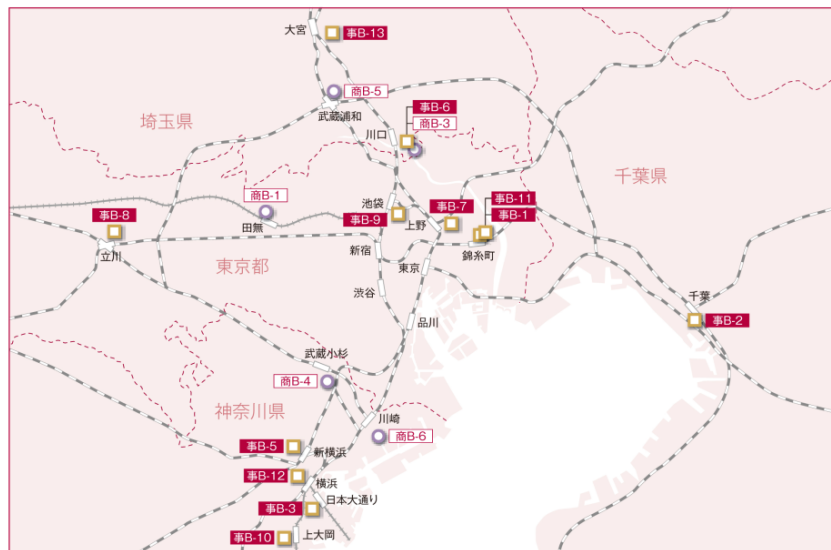 大宮
事B-13
商B-5
武蔵浦和
埼玉県
事B-6
商B-3
川口
千葉県
商B-1
田無
池袋
事B-11
事B-7
事B-1
事B-8
事B-9
上野
立川
新宿
錦糸町
東京都
東京
渋谷
千葉
品川
事B-2
武蔵小杉
商B-4
神奈川県
川崎
商B-6
事B-5
新横浜
事B-12
横浜
日本大通り
事B-3
事B-10
上大岡